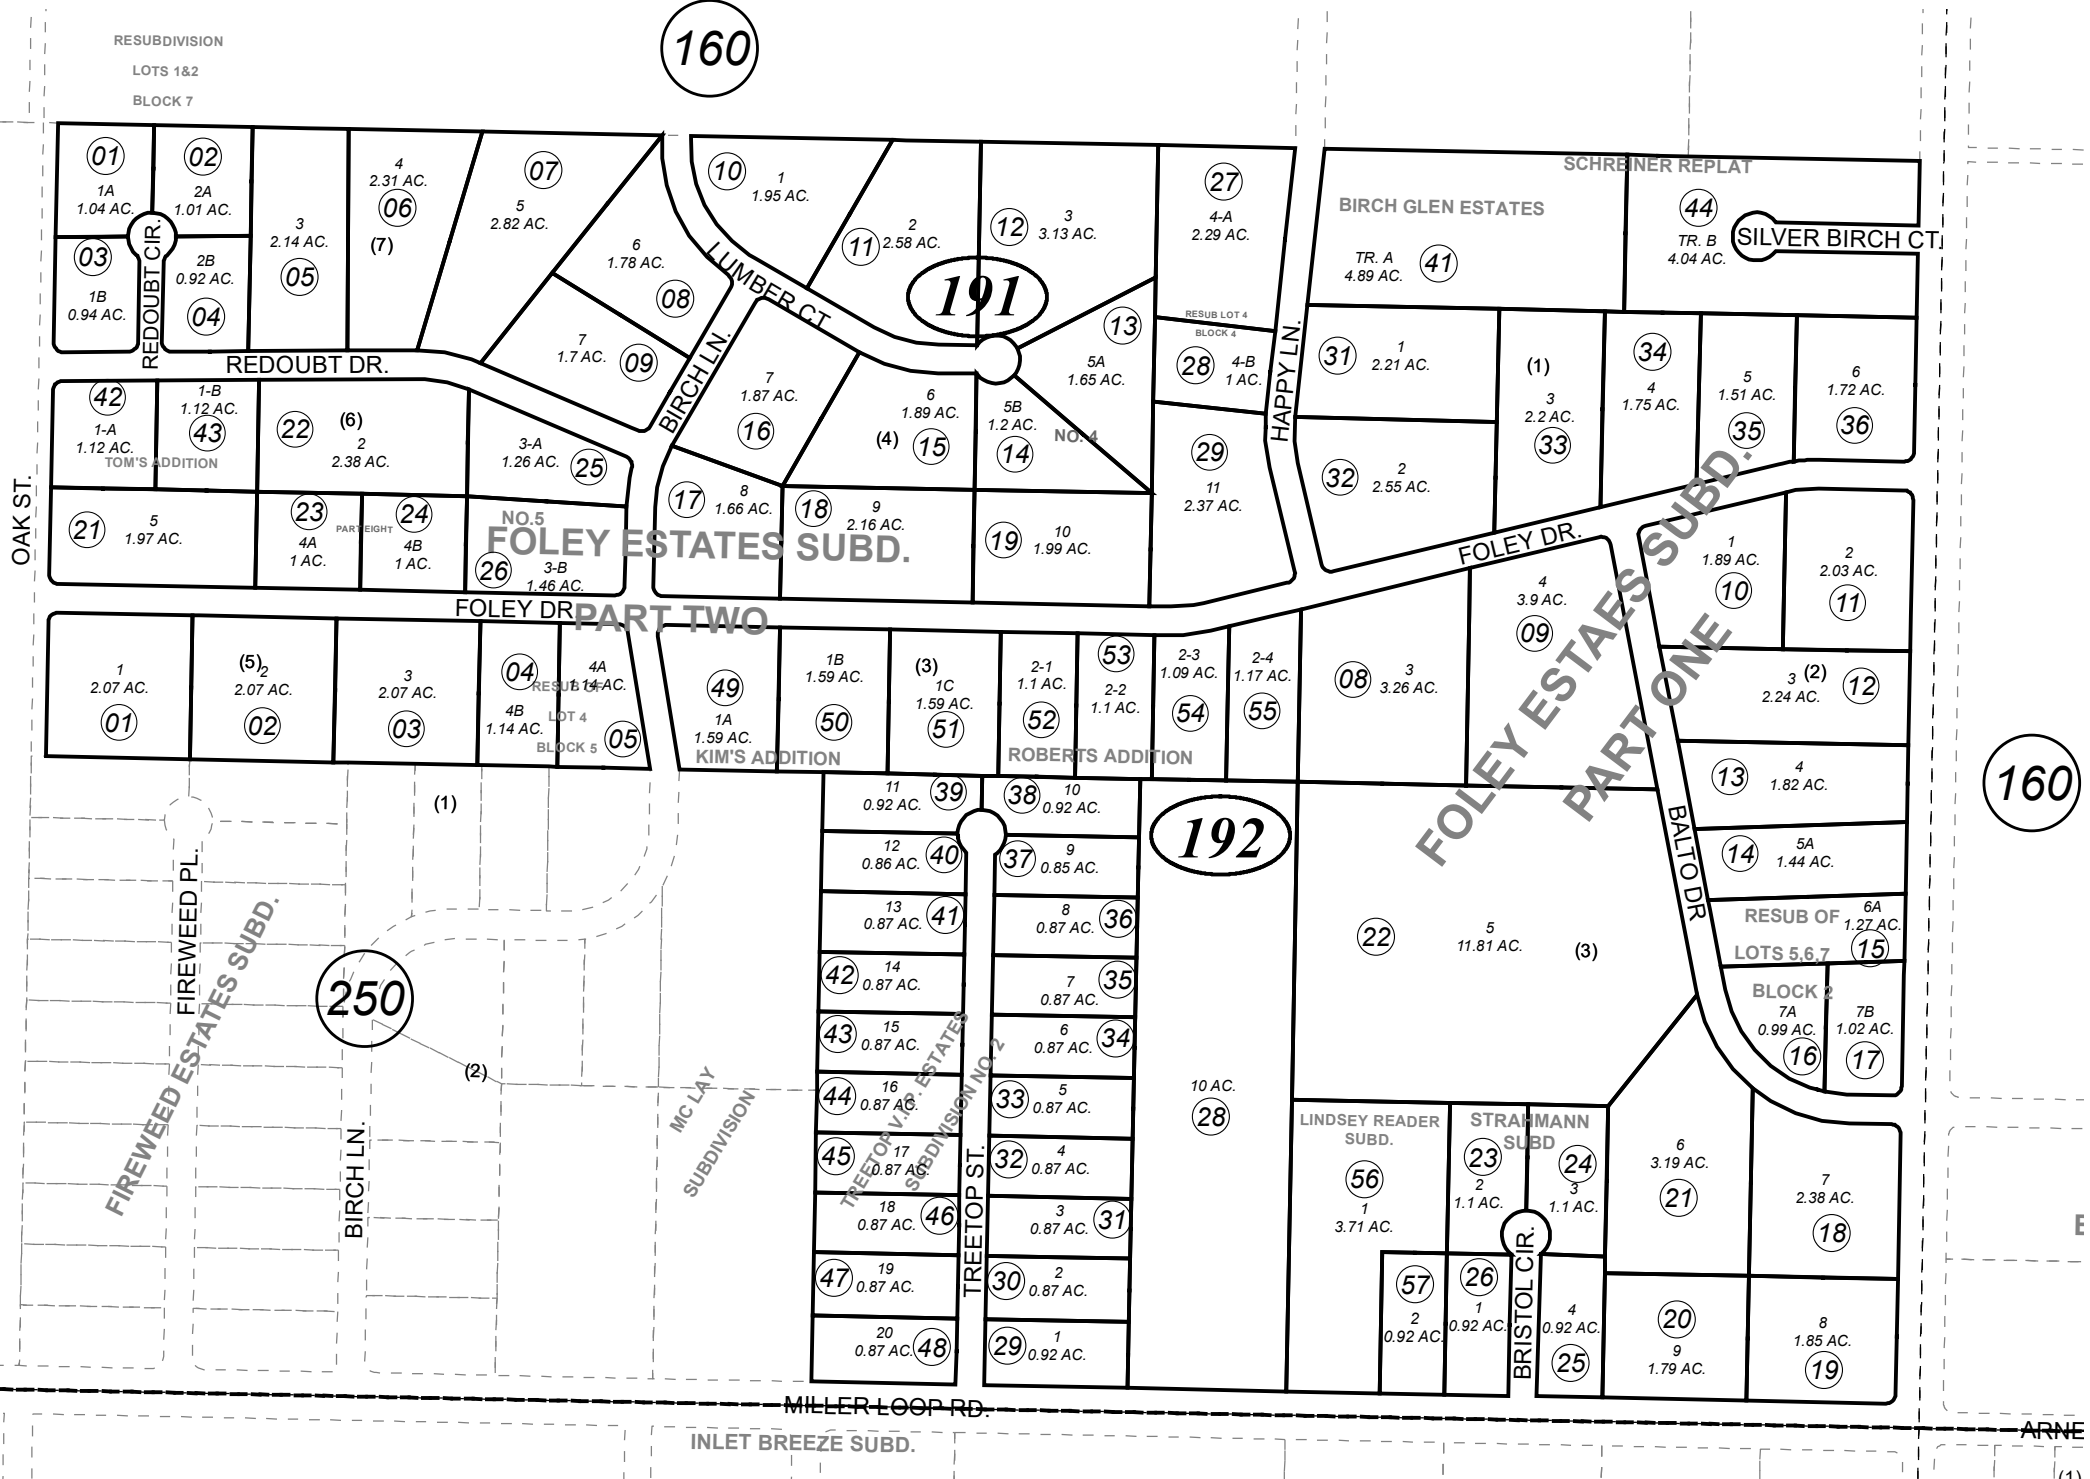 160
RESUBDIVISION
LOTS 1&2
BLOCK 7
01
1A
1.04 AC.
02
2A
1.01 AC.
03
1B
0.94 AC.
2B
0.92 AC.
04
REDOUBT CIR.
3
2.14 AC.
05
4
2.31 AC.
06
(7)
07
5
2.82 AC.
6
1.78 AC.
08
7
1.7 AC.
09
10
1
1.95 AC.
LUMBER CT
2
11
2.58 AC.
12
3
3.13 AC.
191
13
5A
1.65 AC.
27
4-A
2.29 AC.
RESUB LOT 4
BLOCK 4
28
4-B
1 AC.
HAPPY LN.
SCHREINER REPLAT
BIRCH GLEN ESTATES
TR. A
4.89 AC.
41
44
TR. B
4.04 AC.
SILVER BIRCH CT.
REDOUBT DR.
BIRCH LN.
42
1-A
1.12 AC.
1-B
1.12 AC.
43
TOM'S ADDITION
22
(6)
2
2.38 AC.
3-A
1.26 AC.
25
7
1.87 AC.
16
6
1.89 AC.
(4)
15
5B
1.2 AC.
14
NO. 4
29
11
2.37 AC.
31
1
2.21 AC.
32
2
2.55 AC.
(1)
3
2.2 AC.
33
34
4
1.75 AC.
5
1.51 AC.
35
6
1.72 AC.
36
OAK ST.
21
5
1.97 AC.
23
4A
1 AC.
PART EIGHT
24
4B
1 AC.
NO.5
26
3-B
1.46 AC.
17
8
1.66 AC.
18
9
2.16 AC.
19
10
1.99 AC.
FOLEY ESTATES SUBD.
PART TWO
FOLEY DR.
FOLEY DR.
FOLEY ESTAES SUBD.
PART ONE
1
1.89 AC.
10
2
2.03 AC.
11
1
2.07 AC.
01
(5)
2
2.07 AC.
02
3
2.07 AC.
03
04
4B
1.14 AC.
4A
1.14 AC.
05
RESUB OF
LOT 4
BLOCK 5
49
1A
1.59 AC.
KIM'S ADDITION
1B
1.59 AC.
50
(3)
1C
1.59 AC.
51
2-1
1.1 AC.
52
53
2-2
1.1 AC.
ROBERTS ADDITION
2-3
1.09 AC.
54
2-4
1.17 AC.
55
08
3
3.26 AC.
4
3.9 AC.
09
3
(2)
2.24 AC.
12
13
4
1.82 AC.
14
5A
1.44 AC.
BALTO DR
RESUB OF
LOTS 5,6,7
BLOCK 2
6A
1.27 AC.
15
7A
0.99 AC.
16
7B
1.02 AC.
17
160
(1)
FIREWEED PL.
FIREWEED ESTATES SUBD.
250
(2)
BIRCH LN.
MC LAY
SUBDIVISION
11
0.92 AC.
39
38
10
0.92 AC.
12
0.86 AC.
40
37
9
0.85 AC.
13
0.87 AC.
41
8
0.87 AC.
36
42
14
0.87 AC.
7
0.87 AC.
35
43
15
0.87 AC.
6
0.87 AC.
34
44
16
0.87 AC.
33
5
0.87 AC.
45
17
0.87 AC.
32
4
0.87 AC.
18
0.87 AC.
46
3
0.87 AC.
31
47
19
0.87 AC.
30
2
0.87 AC.
20
0.87 AC.
48
29
1
0.92 AC.
TREETOP V.I.P. ESTATES
SUBDIVISION NO. 2
TREETOP ST.
192
10 AC.
28
22
5
11.81 AC.
(3)
LINDSEY READER
SUBD.
56
1
3.71 AC.
STRAHMANN
SUBD
23
2
1.1 AC.
24
3
1.1 AC.
57
2
0.92 AC.
26
1
0.92 AC.
BRISTOL CIR.
4
0.92 AC.
25
6
3.19 AC.
21
7
2.38 AC.
18
20
9
1.79 AC.
8
1.85 AC.
19
MILLER LOOP RD.
INLET BREEZE SUBD.
ARNE
(1)